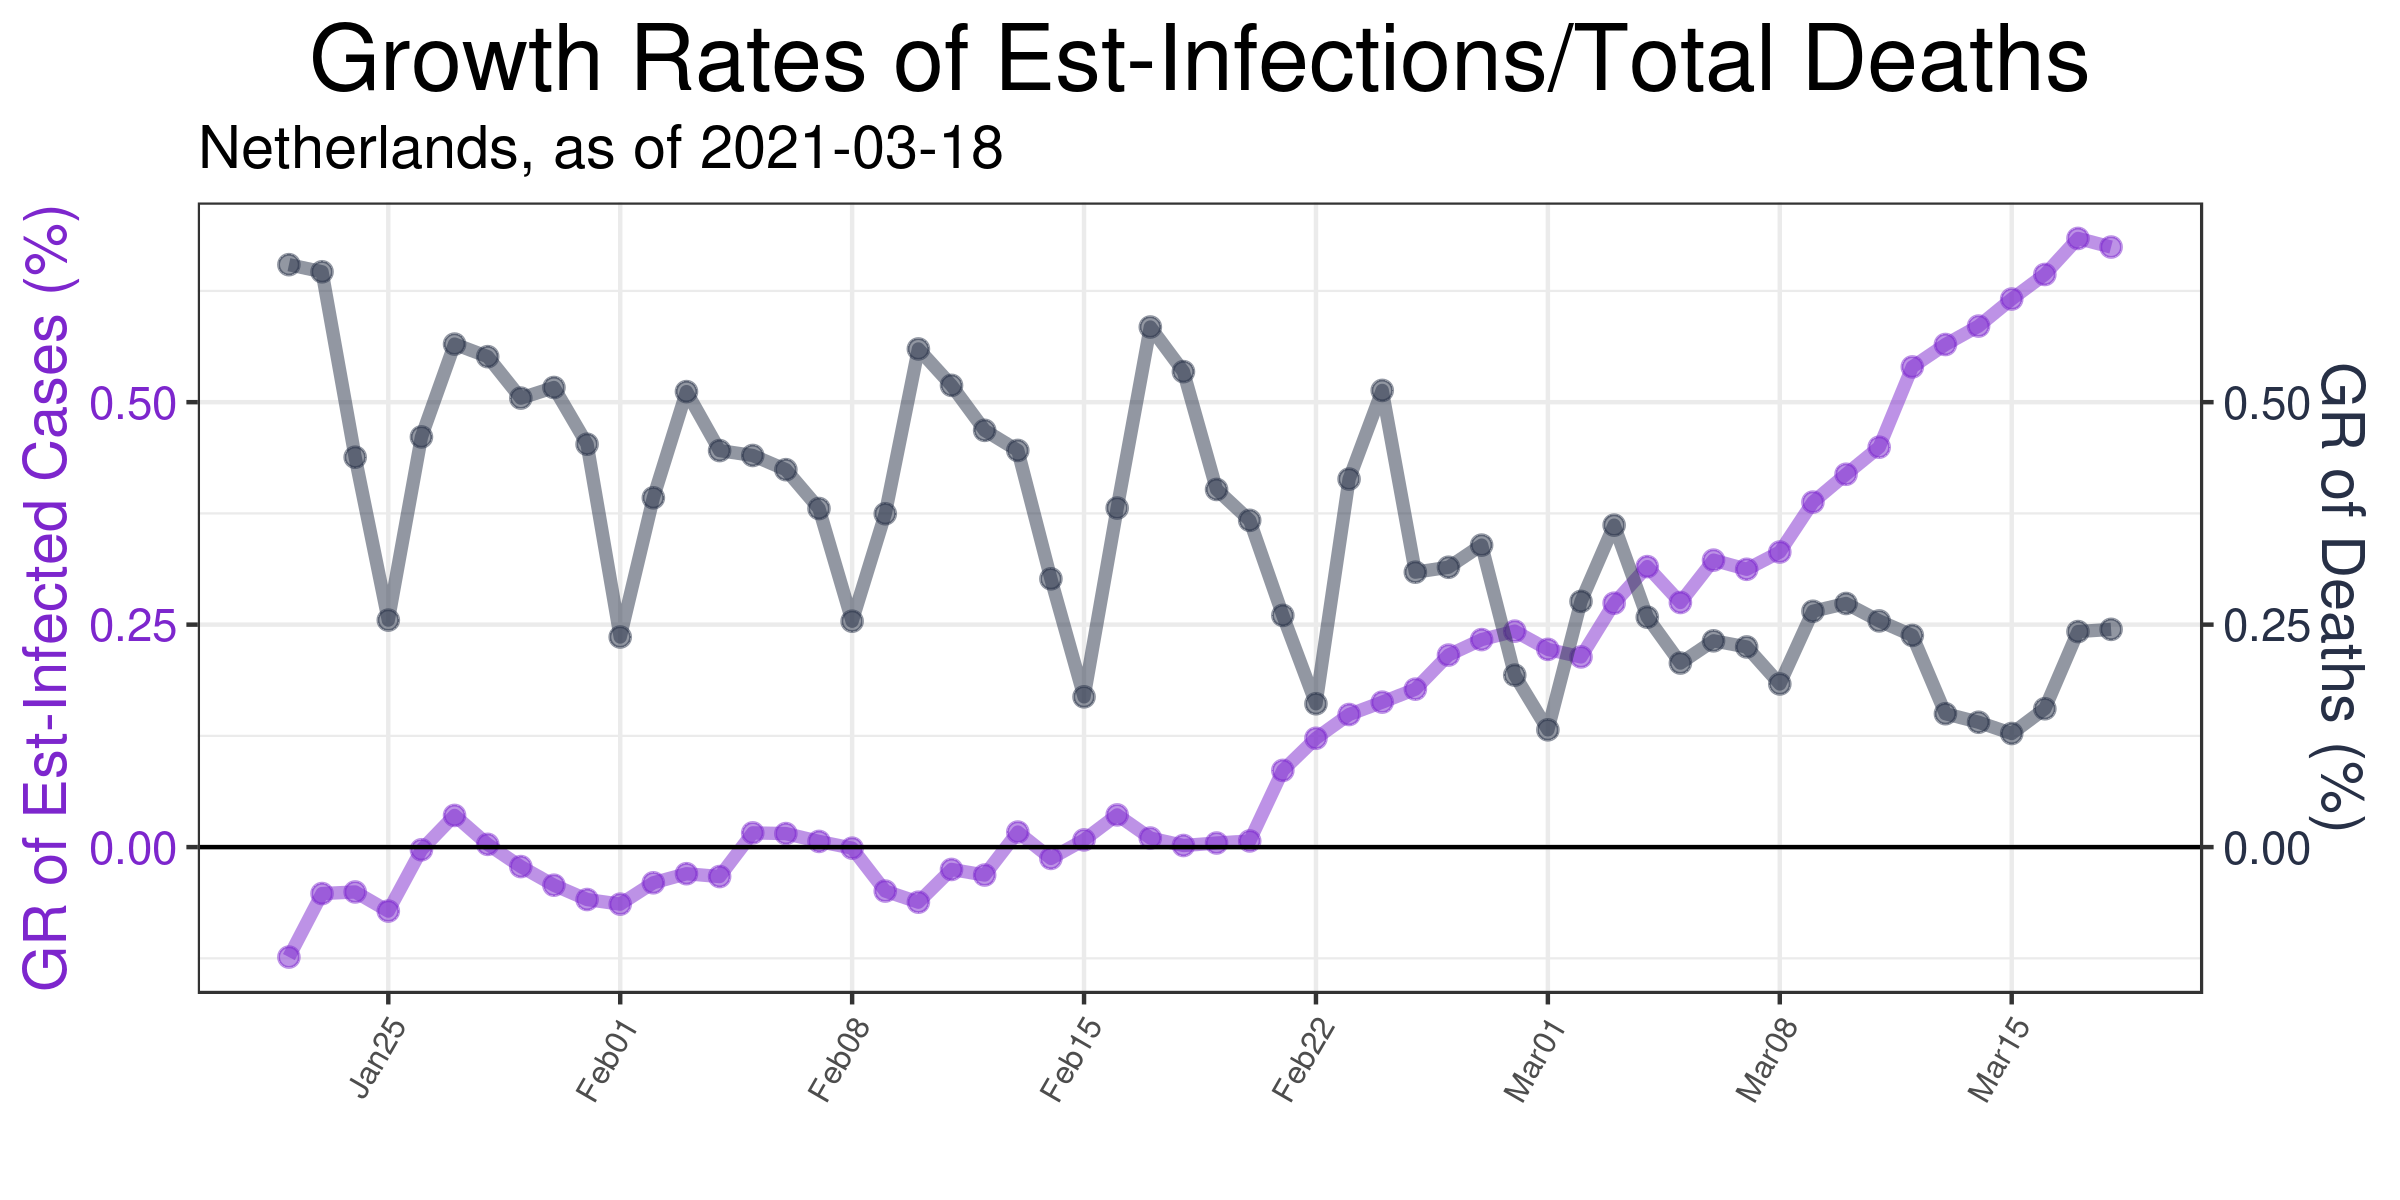 Growth Rates of Est-Infections/Total Deaths
Netherlands, as of 2021-03-18
GR of Est-Infected Cases (%)
0.50
0.25
0.00
0.50
0.25
0.00
GR of Deaths (%)
Jan25
Feb01
Feb08
Feb15
Feb22
Mar01
Mar08
Mar15